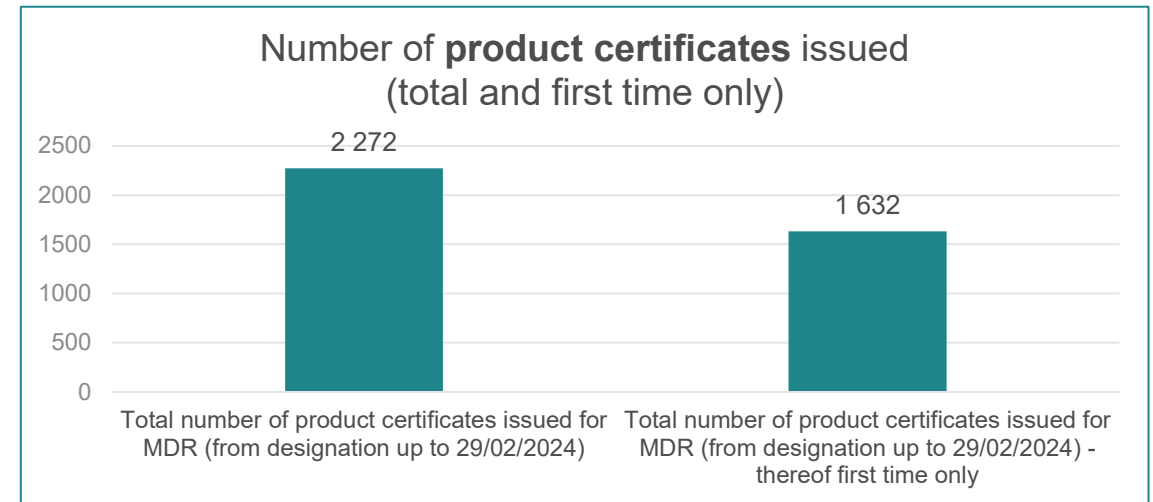 Number of product certificates issued
(total and first time only)
2500
2000
1500
1000
500
0
2 272
1 632
Total number of product certificates issued for
MDR (from designation up to 29/02/2024)
Total number of product certificates issued for
MDR (from designation up to 29/02/2024) -
thereof first time only